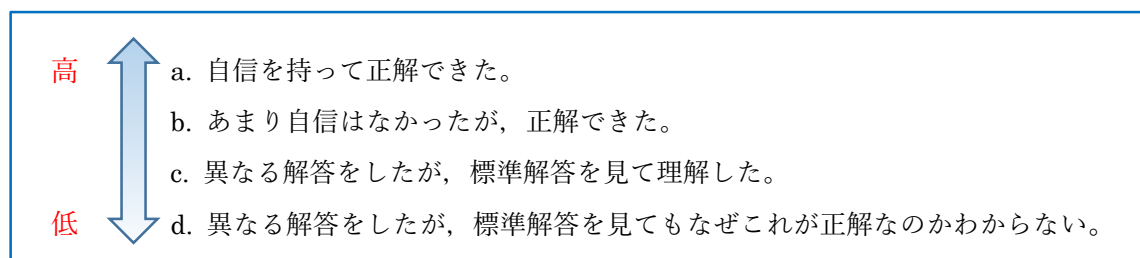 高 a. 自信を持って正解できた。
b. あまり自信はなかったが，正解できた。
c. 異なる解答をしたが，標準解答を見て理解した。
低 d. 異なる解答をしたが，標準解答を見てもなぜこれが正解なのかわからない。